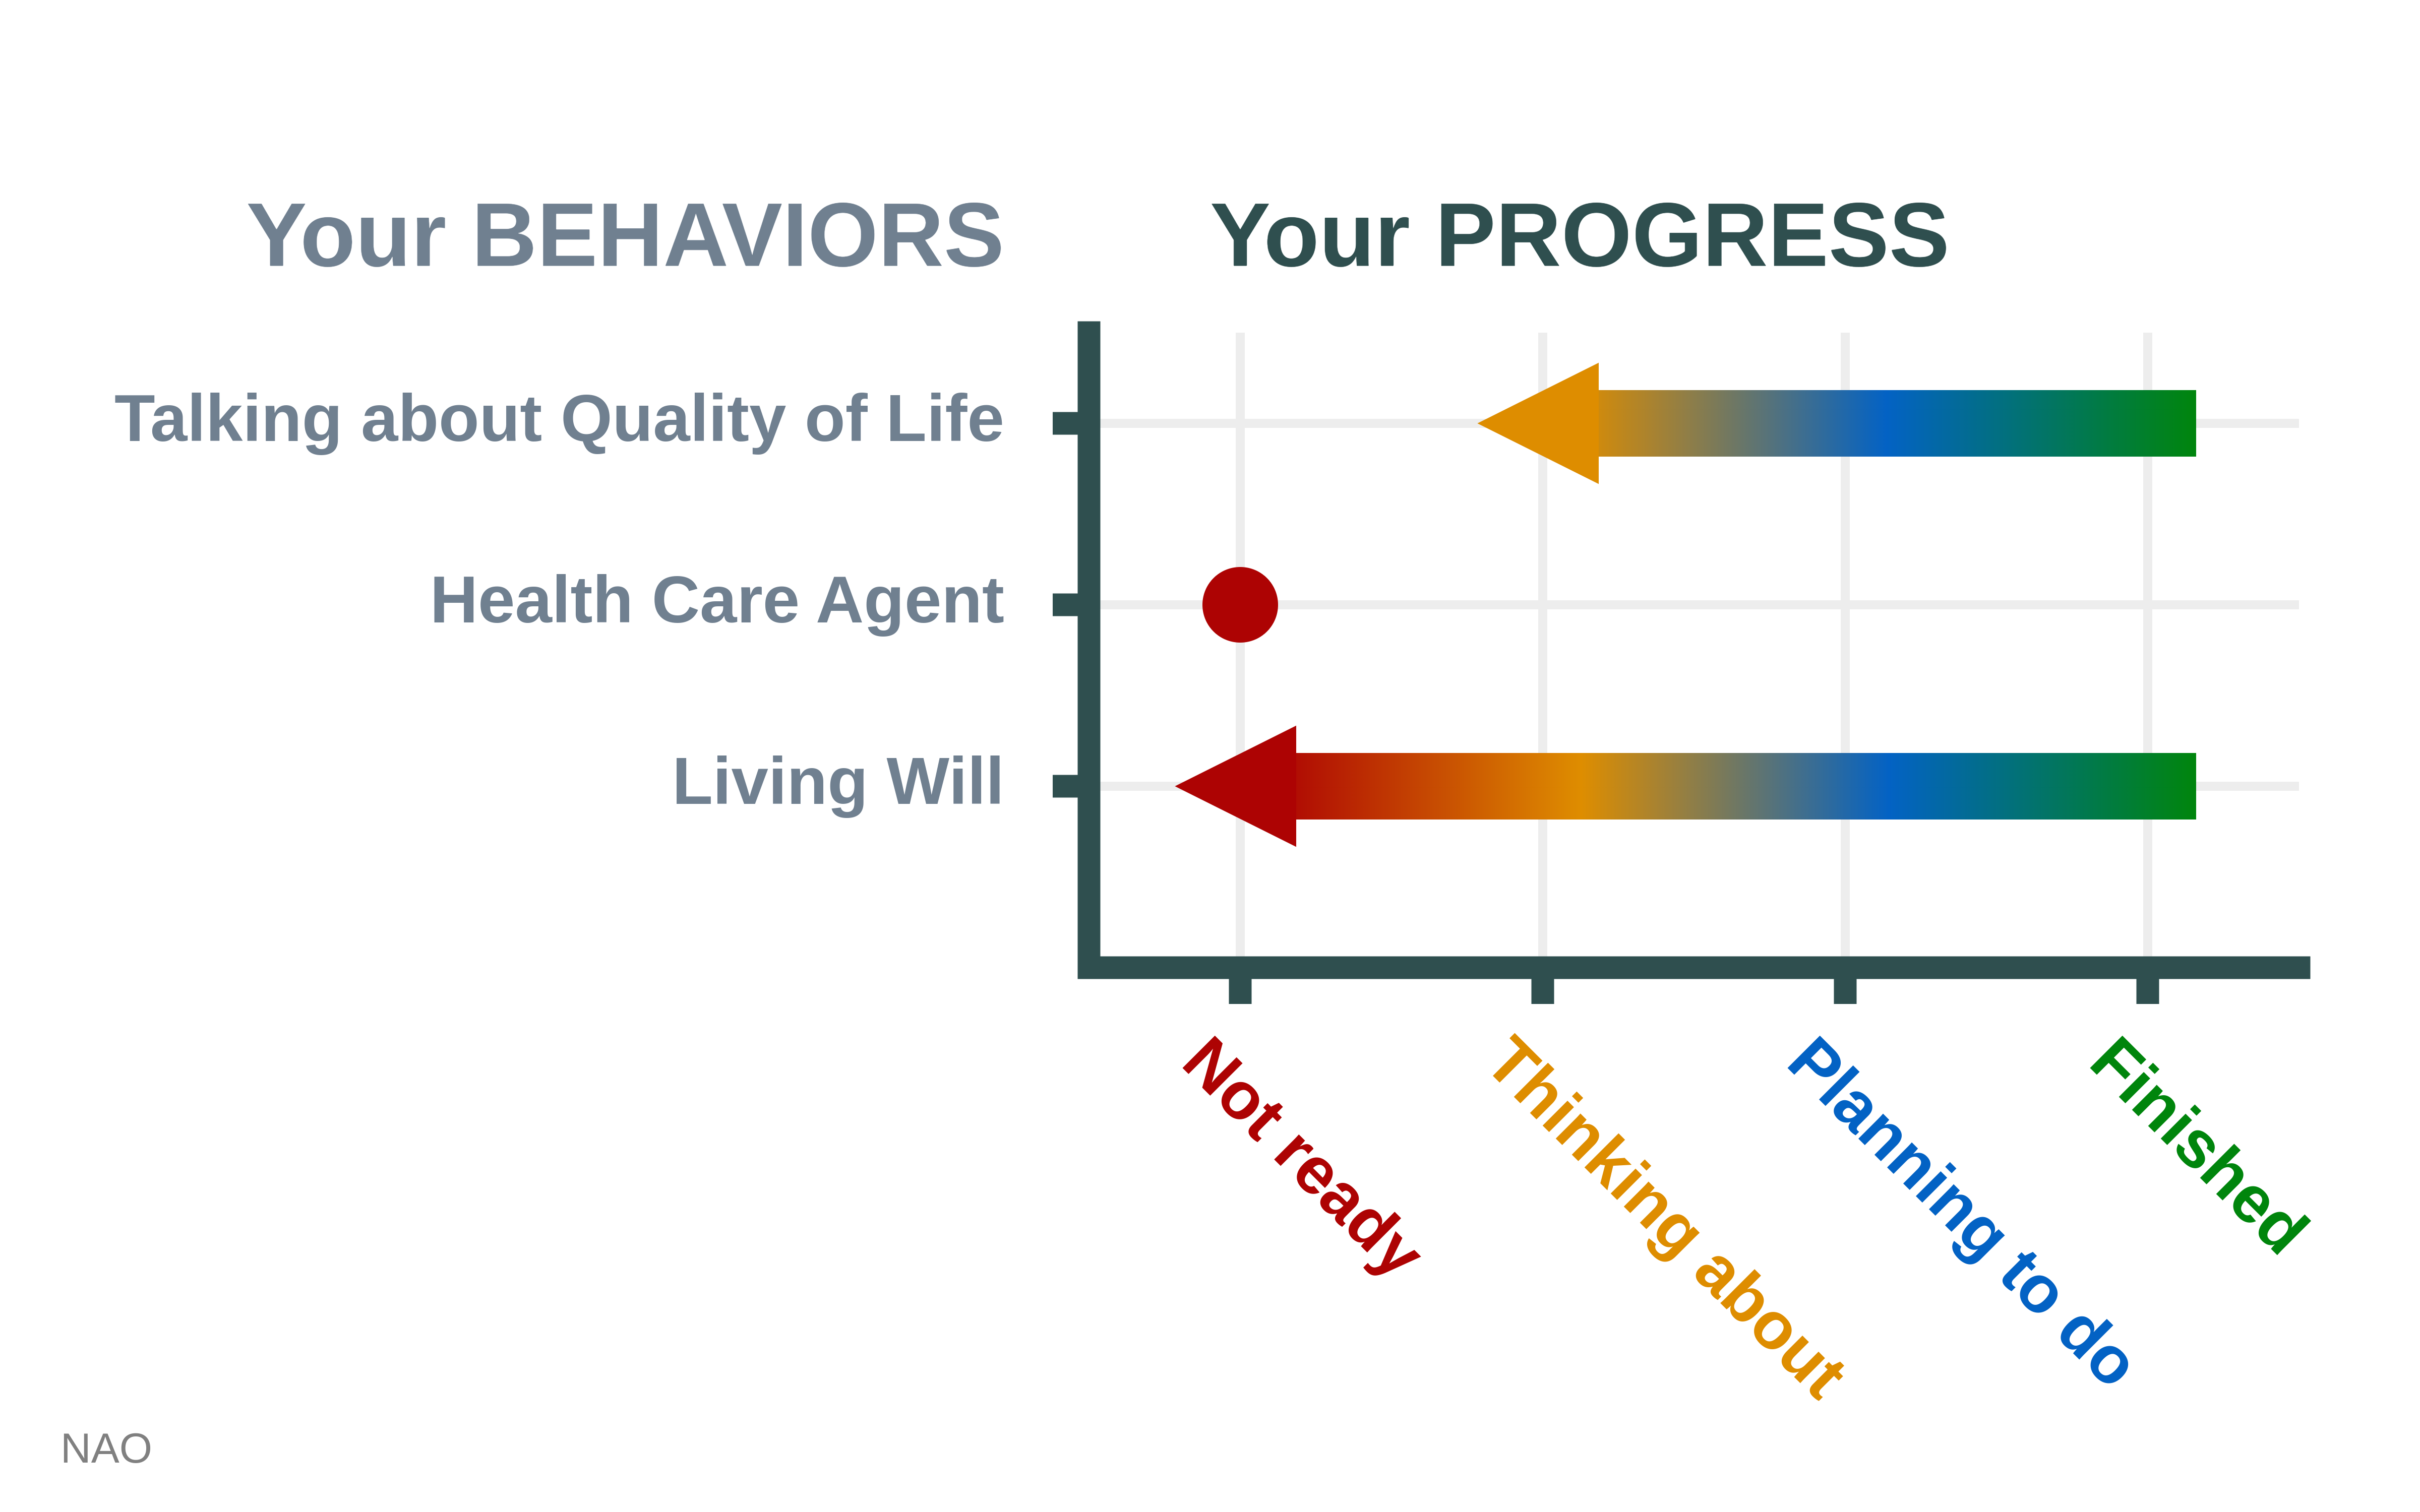 Your BEHAVIORS
Your PROGRESS
Talking about Quality of Life
Health Care Agent
Living Will
Not ready
Thinking about
Planning to do
Finished
NAO